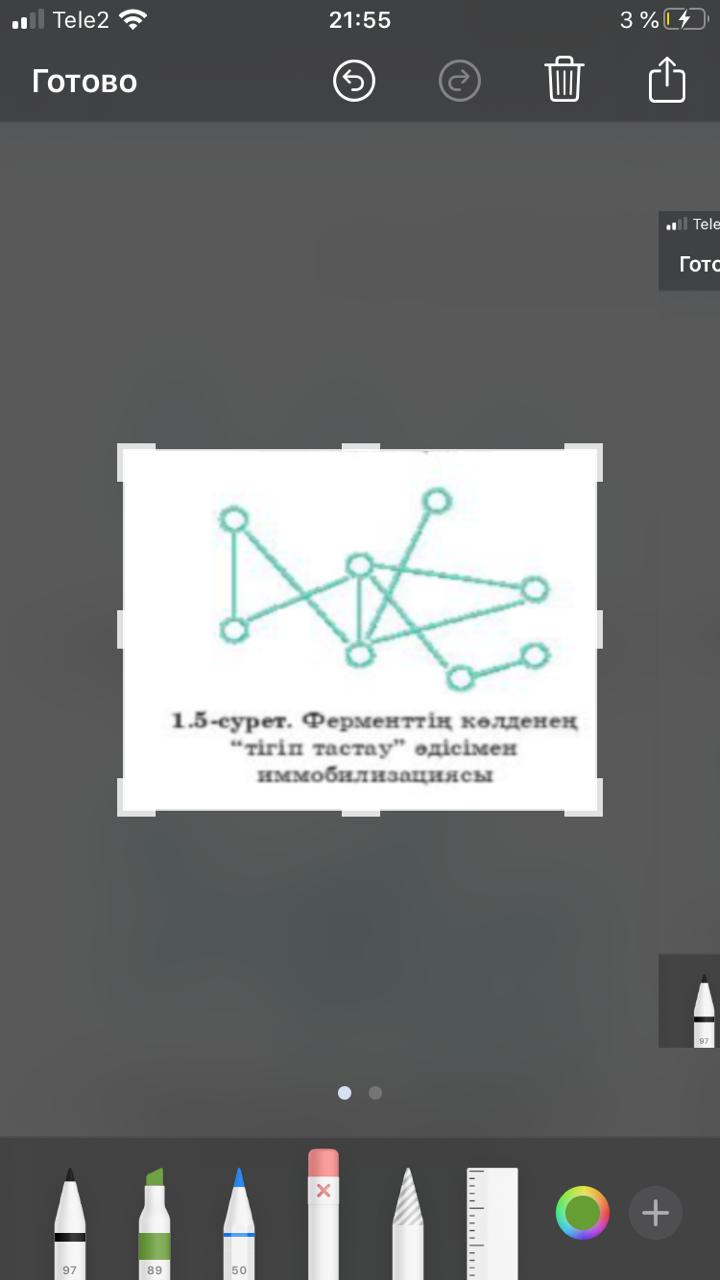 Tele2 21:55 3 %
Готово
Tele
Гото
1.5-сурет. Ферменттің көлденең
“тігіп тастау” әдісімен
иммобилизациясы
97
97 89 50